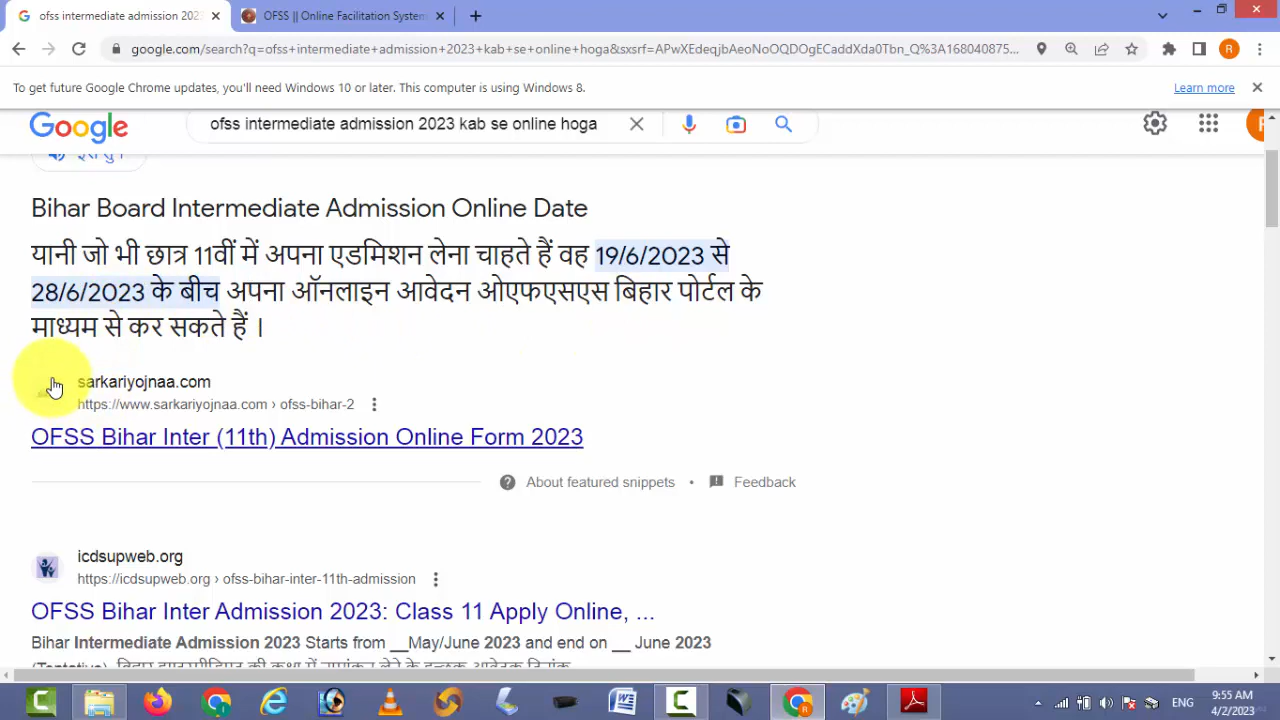 ofss intermediate admission 2023
OFSS || Online Facilitation System
google.com/search?q=ofss+intermediate+admission+2023+kab+se+online+hoga&sxsrf=APwXEdeqjbAeoNoOQDOgECaddXda0Tbn_Q%3A168040875...
To get future Google Chrome updates, you'll need Windows 10 or later. This computer is using Windows 8.
Learn more
Google
ofss intermediate admission 2023 kab se online hoga
Bihar Board Intermediate Admission Online Date
यानी जो भी छात्र 11वीं में अपना एडमिशन लेना चाहते हैं वह 19/6/2023 से
28/6/2023 के बीच अपना ऑनलाइन आवेदन ओएफएसएस बिहार पोर्टल के
माध्यम से कर सकते हैं ।
sarkariyojnaa.com
https://www.sarkariyojnaa.com › ofss-bihar-2
OFSS Bihar Inter (11th) Admission Online Form 2023
About featured snippets • Feedback
icdsupweb.org
https://icdsupweb.org › ofss-bihar-inter-11th-admission
OFSS Bihar Inter Admission 2023: Class 11 Apply Online, ...
Bihar Intermediate Admission 2023 Starts from __May/June 2023 and end on __ June 2023
ENG
9:55 AM
4/2/2023